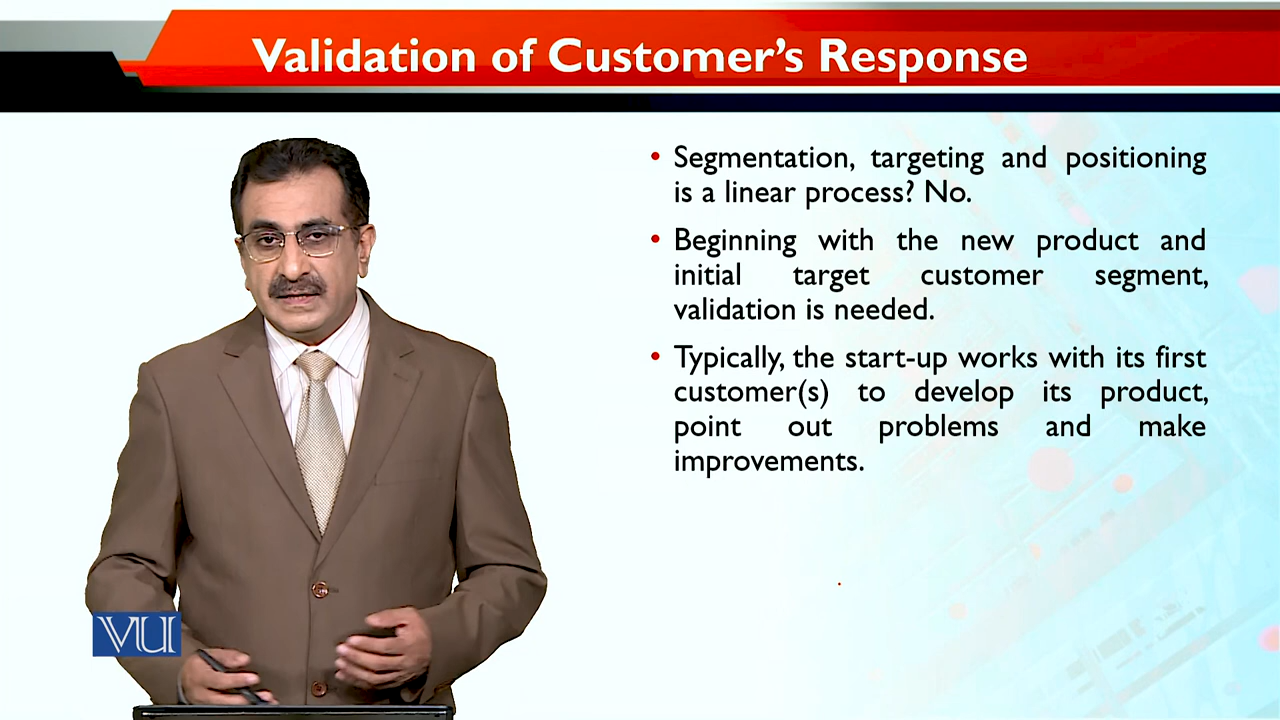 Validation of Customer's Response
• Segmentation, targeting and positioning
is a linear process? No.
• Beginning with the new product and
initial target customer segment,
validation is needed.
• Typically, the start-up works with its first
customer(s) to develop its product,
point out problems and make
improvements.
VU